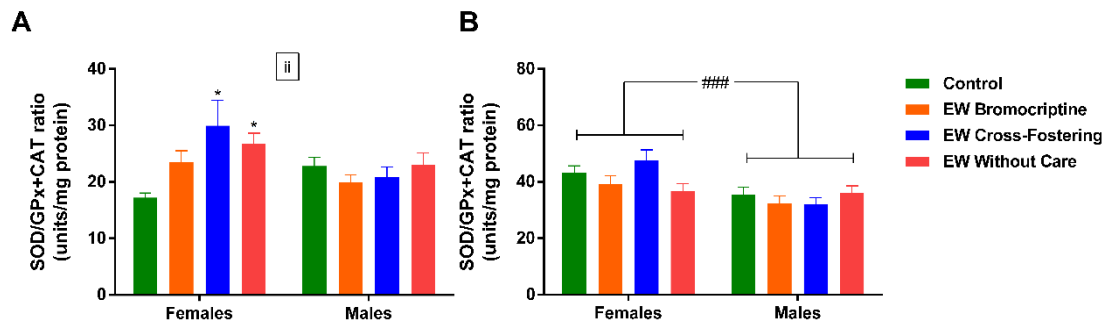 A
SOD/GPx+CAT ratio
(units/mg protein)
40
30
20
10
0
ii
*
*
Females
Males
B
SOD/GPx+CAT ratio
(units/mg protein)
80
60
40
20
0
###
Females
Males
Control
EW Bromocriptine
EW Cross-Fostering
EW Without Care